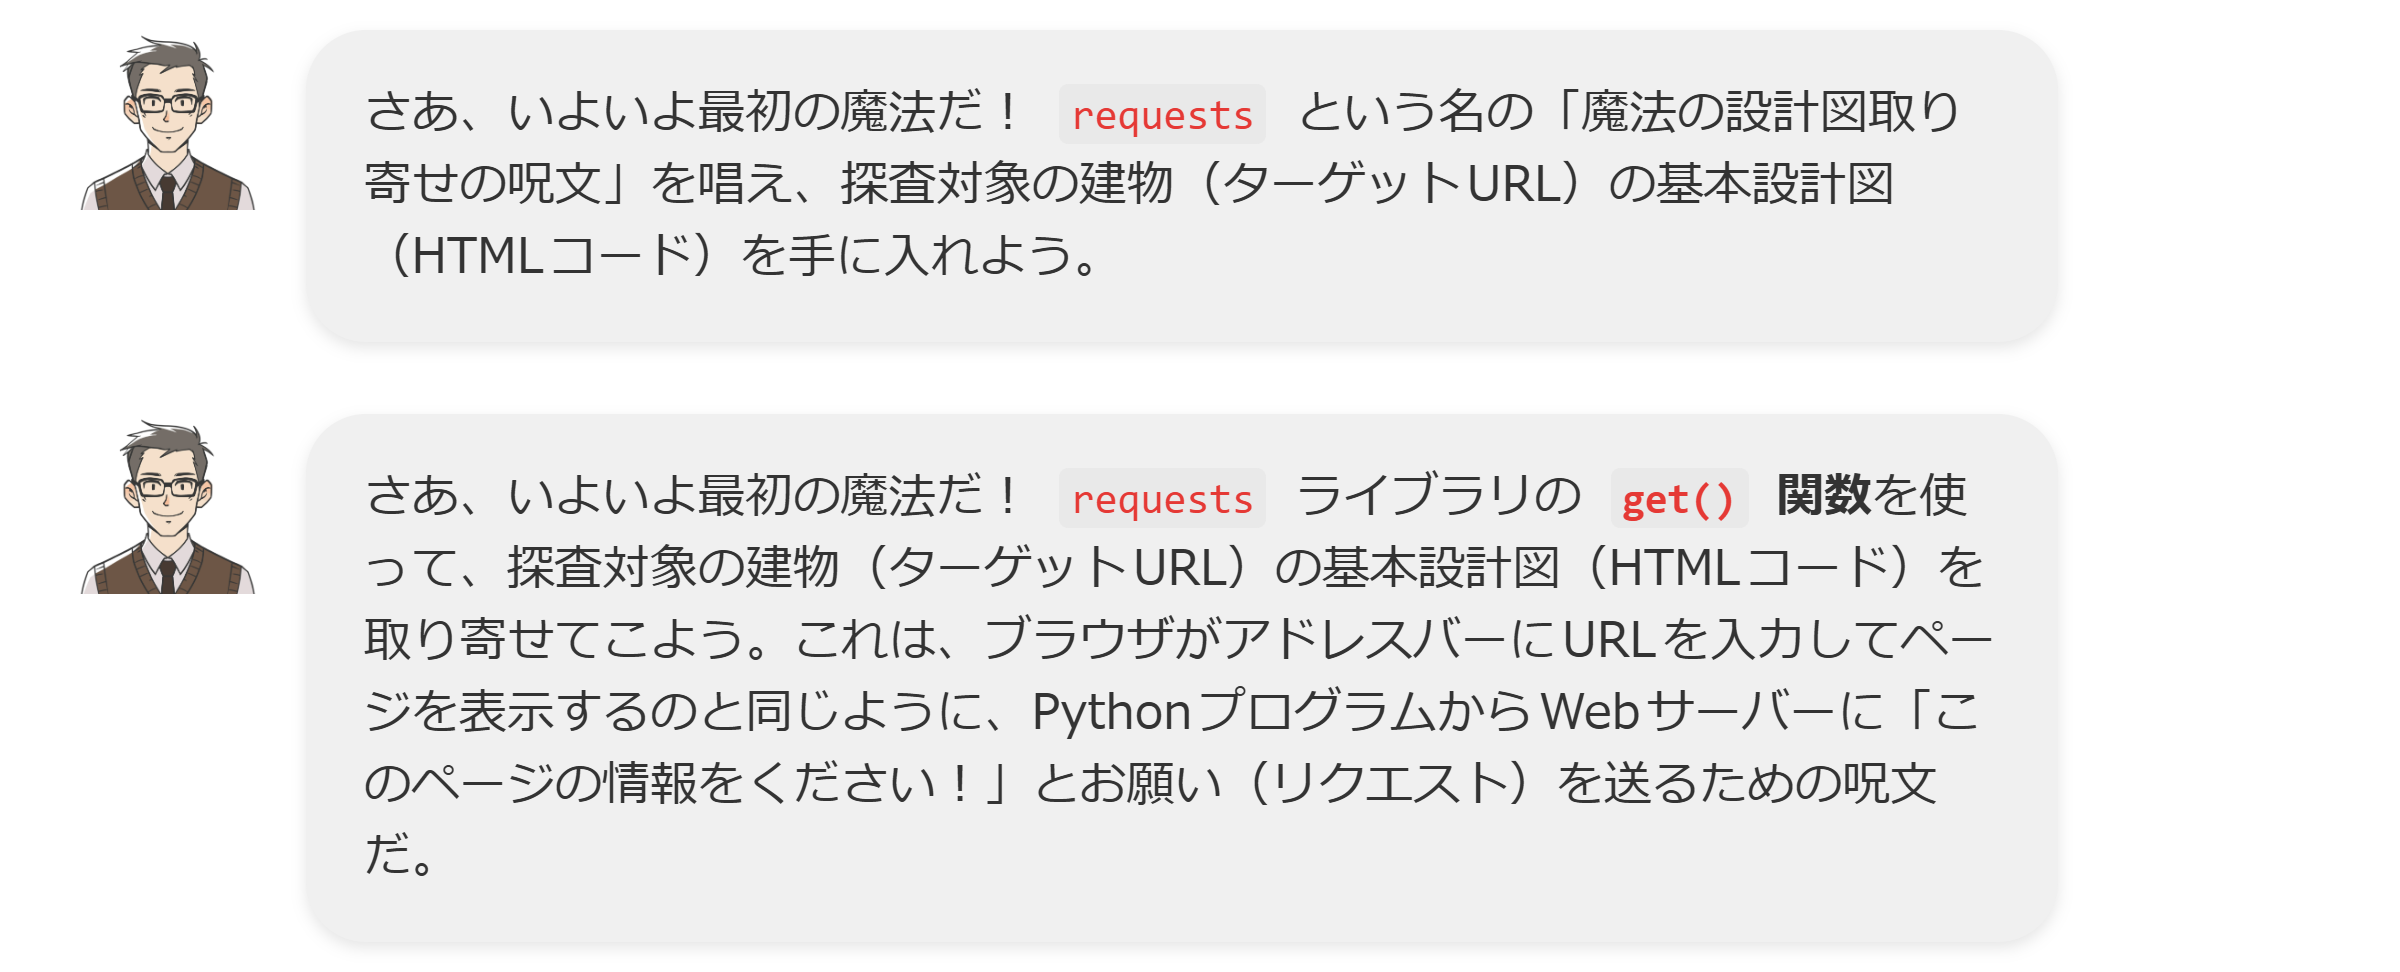 さあ、いよいよ最初の魔法だ！ requests という名の「魔法の設計図取り
寄せの呪文」を唱え、探査対象の建物（ターゲットURL）の基本設計図
（HTMLコード）を手に入れよう。
さあ、いよいよ最初の魔法だ！ requests ライブラリの get() 関数を使
って、探査対象の建物（ターゲットURL）の基本設計図（HTMLコード）を
取り寄せてこよう。これは、ブラウザがアドレスバーにURLを入力してペー
ジを表示するのと同じように、PythonプログラムからWebサーバーに「こ
のページの情報をください！」とお願い（リクエスト）を送るための呪文
だ。